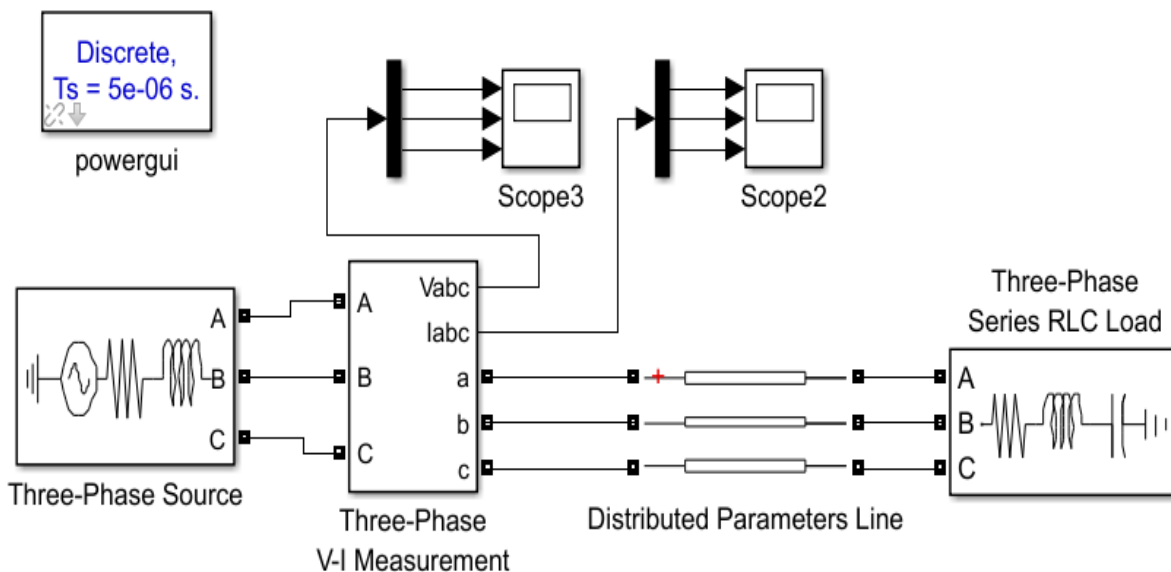 Discrete,
Ts = 5e-06 s.
powergui
Scope3
Scope2
Vabc
Iabc
A
B
C
A
B
C
a
b
c
Three-Phase
Series RLC Load
A
B
C
Three-Phase Source
Three-Phase
V-I Measurement
Distributed Parameters Line